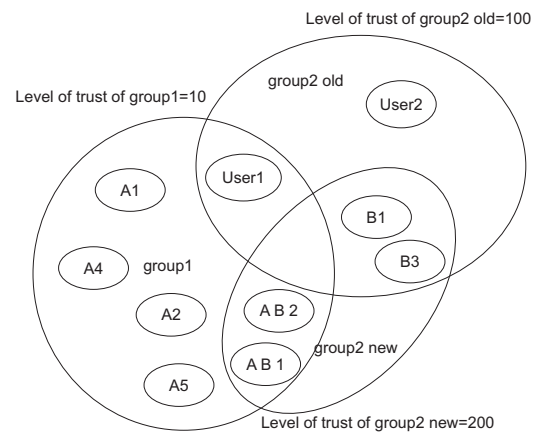 Level of trust of group2 old=100
group2 old
User2
Level of trust of group1=10
User1
A1
B1
B3
A4
group1
A2
A B 2
group2 new
A B 1
A5
Level of trust of group2 new=200